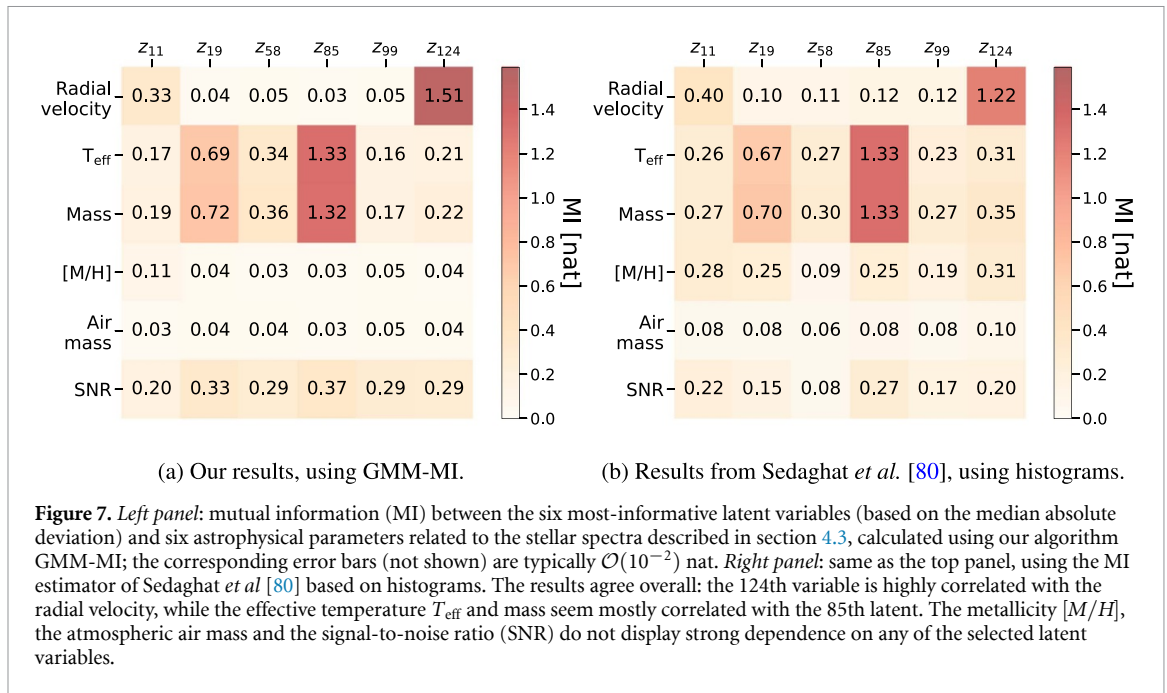 z11 z19 z58 z85 z99 z124
Radial velocity 0.33 0.04 0.05 0.03 0.05 1.51
Teff 0.17 0.69 0.34 1.33 0.16 0.21
Mass 0.19 0.72 0.36 1.32 0.17 0.22
[M/H] 0.11 0.04 0.03 0.03 0.05 0.04
Air mass 0.03 0.04 0.04 0.03 0.05 0.04
SNR 0.20 0.33 0.29 0.37 0.29 0.29
1.4
1.2
1.0
0.8
0.6
0.4
0.2
0.0
MI [nat]
(a) Our results, using GMM-MI.
z11 z19 z58 z85 z99 z124
Radial velocity 0.40 0.10 0.11 0.12 0.12 1.22
Teff 0.26 0.67 0.27 1.33 0.23 0.31
Mass 0.27 0.70 0.30 1.33 0.27 0.35
[M/H] 0.28 0.25 0.09 0.25 0.19 0.31
Air mass 0.08 0.08 0.06 0.08 0.08 0.10
SNR 0.22 0.15 0.08 0.27 0.17 0.20
1.4
1.2
1.0
0.8
0.6
0.4
0.2
0.0
MI [nat]
(b) Results from Sedaghat et al. [80], using histograms.
Figure 7. Left panel: mutual information (MI) between the six most-informative latent variables (based on the median absolute
deviation) and six astrophysical parameters related to the stellar spectra described in section 4.3, calculated using our algorithm
GMM-MI; the corresponding error bars (not shown) are typically O(10−2) nat. Right panel: same as the top panel, using the MI
estimator of Sedaghat et al [80] based on histograms. The results agree overall: the 124th variable is highly correlated with the
radial velocity, while the effective temperature Teff and mass seem mostly correlated with the 85th latent. The metallicity [M/H],
the atmospheric air mass and the signal-to-noise ratio (SNR) do not display strong dependence on any of the selected latent
variables.